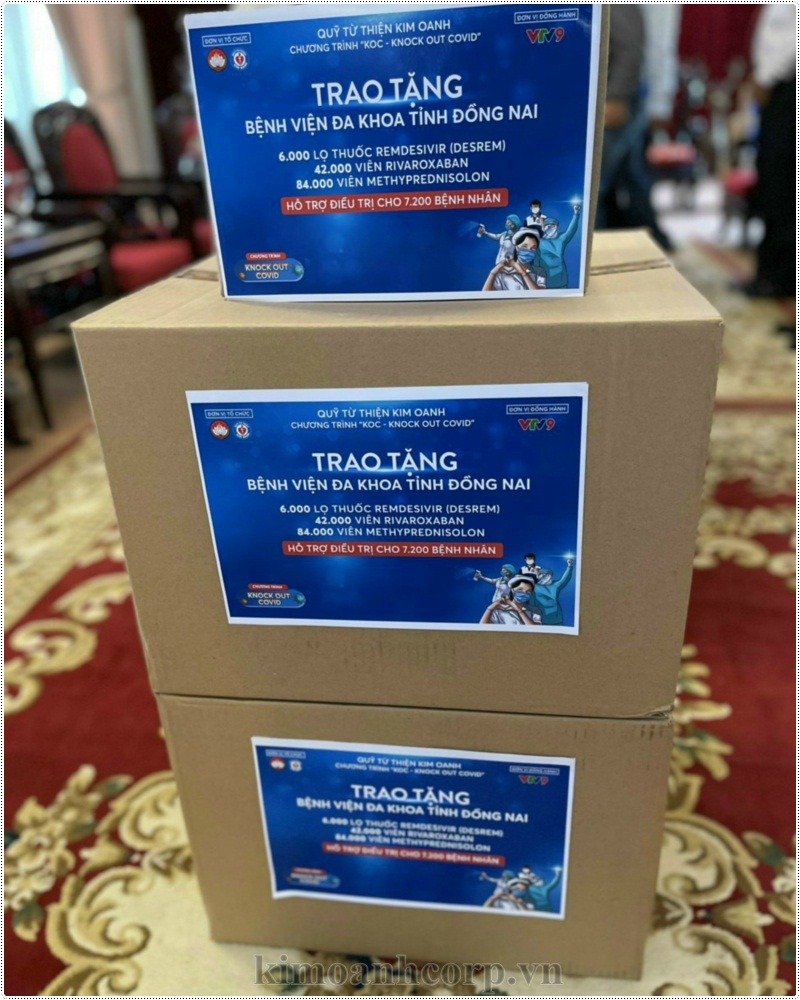 ĐƠN VỊ TỔ CHỨC
QUỸ TỪ THIỆN KIM OANH
CHƯƠNG TRÌNH "KOC - KNOCK OUT COVID"
ĐƠN VỊ ĐỒNG HÀNH
VTV9
TRAO TẶNG
BỆNH VIỆN ĐA KHOA TỈNH ĐỒNG NAI
6.000 LỌ THUỐC REMDESIVIR (DESREM)
42.000 VIÊN RIVAROXABAN
84.000 VIÊN METHYPREDNISOLON
HỖ TRỢ ĐIỀU TRỊ CHO 7.200 BỆNH NHÂN
CHƯƠNG TRÌNH
KNOCK OUT
COVID
ĐƠN VỊ TỔ CHỨC
QUỸ TỪ THIỆN KIM OANH
CHƯƠNG TRÌNH "KOC - KNOCK OUT COVID"
ĐƠN VỊ ĐỒNG HÀNH
VTV9
TRAO TẶNG
BỆNH VIỆN ĐA KHOA TỈNH ĐỒNG NAI
6.000 LỌ THUỐC REMDESIVIR (DESREM)
42.000 VIÊN RIVAROXABAN
84.000 VIÊN METHYPREDNISOLON
HỖ TRỢ ĐIỀU TRỊ CHO 7.200 BỆNH NHÂN
CHƯƠNG TRÌNH
KNOCK OUT
COVID
QUỸ TỪ THIỆN KIM OANH
CHƯƠNG TRÌNH "KOC - KNOCK OUT COVID"
VTV9
TRAO TẶNG
BỆNH VIỆN ĐA KHOA TỈNH ĐỒNG NAI
6.000 LỌ THUỐC REMDESIVIR (DESREM)
42.000 VIÊN RIVAROXABAN
84.000 VIÊN METHYPREDNISOLON
HỖ TRỢ ĐIỀU TRỊ CHO 7.200 BỆNH NHÂN
kimoanhcorp.vn